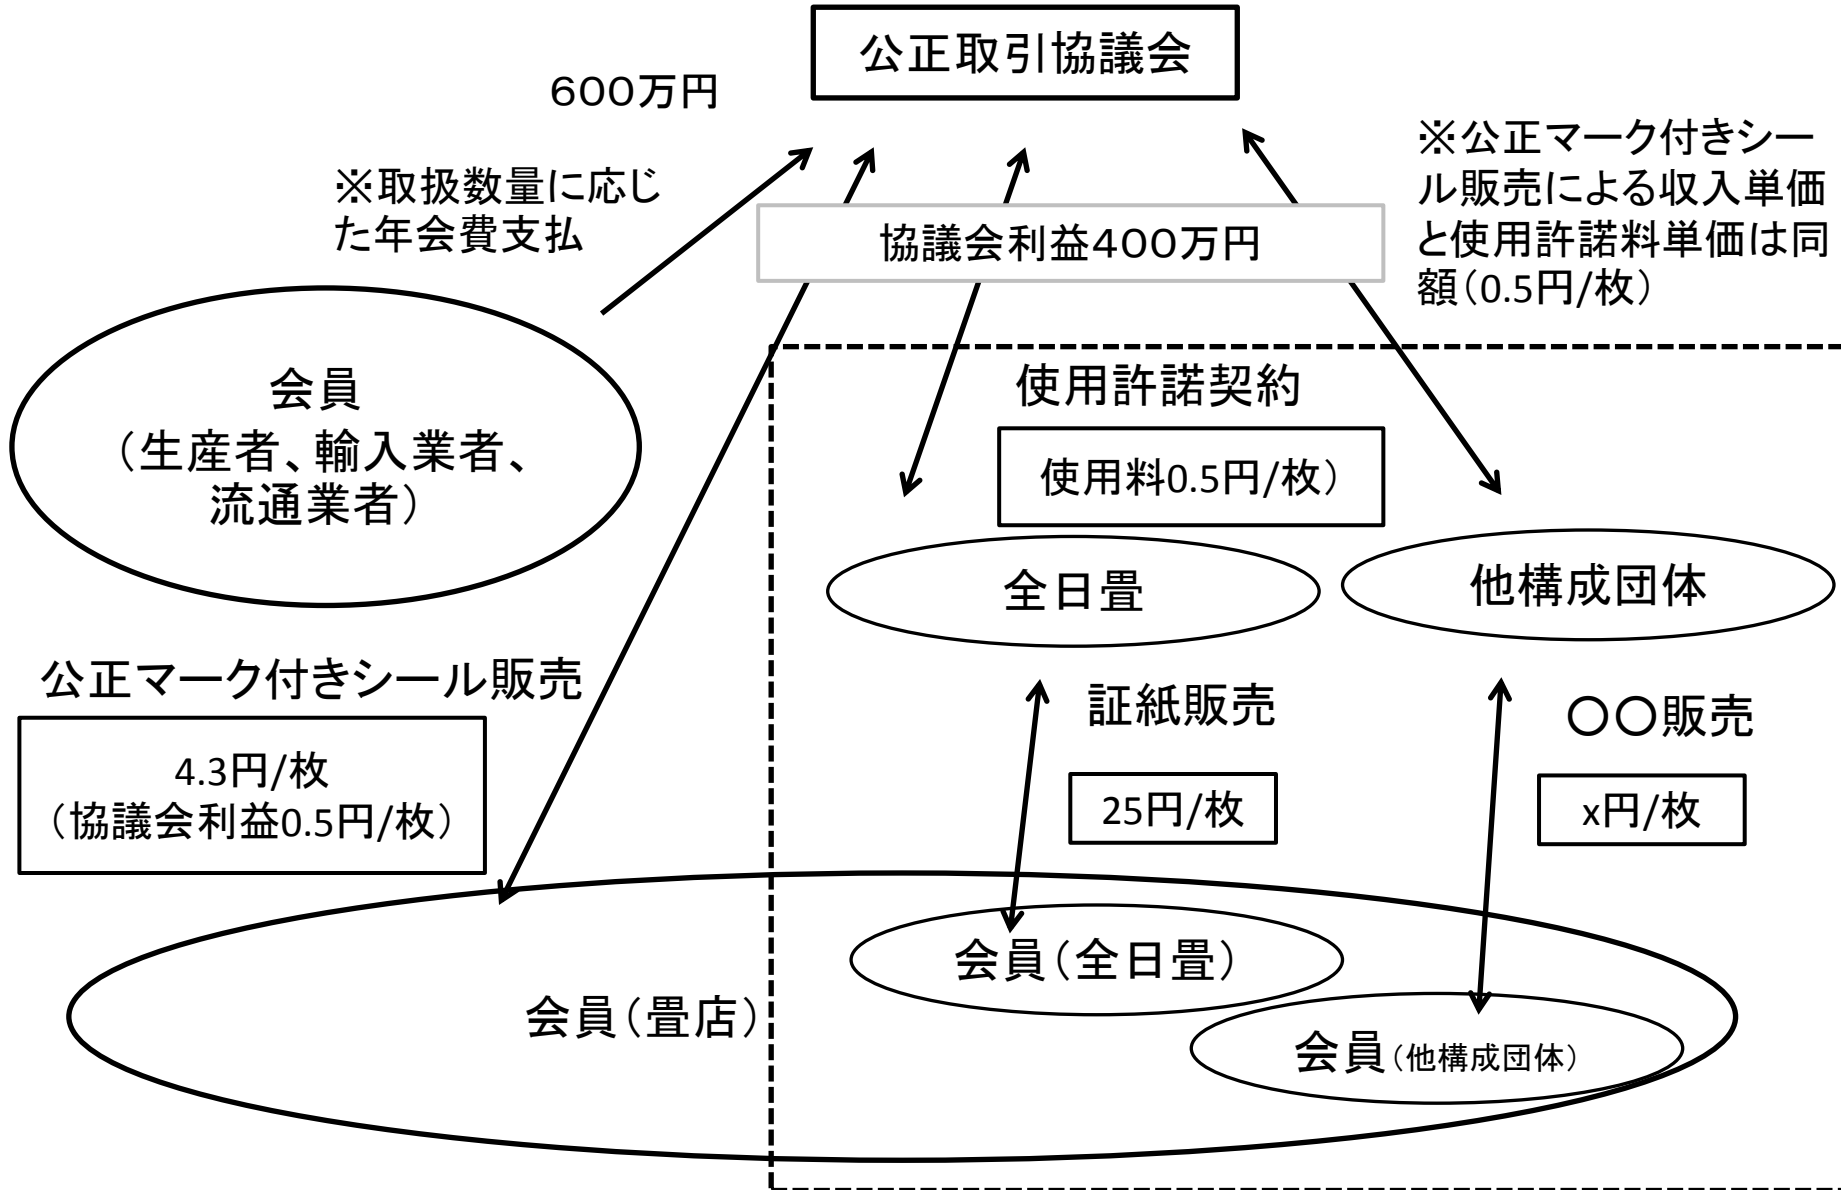 公正取引協議会
600万円
※取扱数量に応じ
た年会費支払
※公正マーク付きシー
ル販売による収入単価
と使用許諾料単価は同
額（0.5円/枚）
協議会利益400万円
会員
（生産者、輸入業者、
流通業者）
使用許諾契約
使用料0.5円/枚）
全日畳
他構成団体
公正マーク付きシール販売
4.3円/枚
（協議会利益0.5円/枚）
証紙販売
25円/枚
〇〇販売
x円/枚
会員（全日畳）
会員（畳店）
会員（他構成団体）